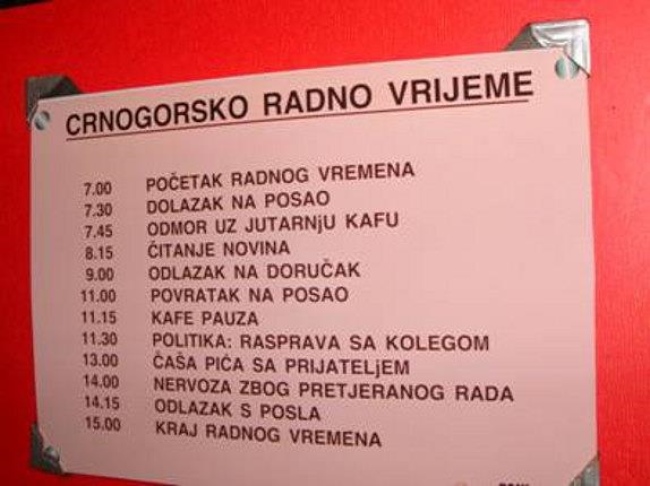 CRNOGORSKO RADNO VRIJEME
7.00 POČETAK RADNOG VREMENA
7.30 DOLAZAK NA POSAO
7.45 ODMOR UZ JUTARNjU KAFU
8.15 ČITANJE NOVINA
9.00 ODLAZAK NA DORUČAK
11.00 POVRATAK NA POSAO
11.15 KAFE PAUZA
11.30 POLITIKA: RASPRAVA SA KOLEGOM
13.00 ČAŠA PIĆA SA PRIJATELjEM
14.00 NERVOZA ZBOG PRETJERANOG RADA
14.15 ODLAZAK S POSLA
15.00 KRAJ RADNOG VREMENA